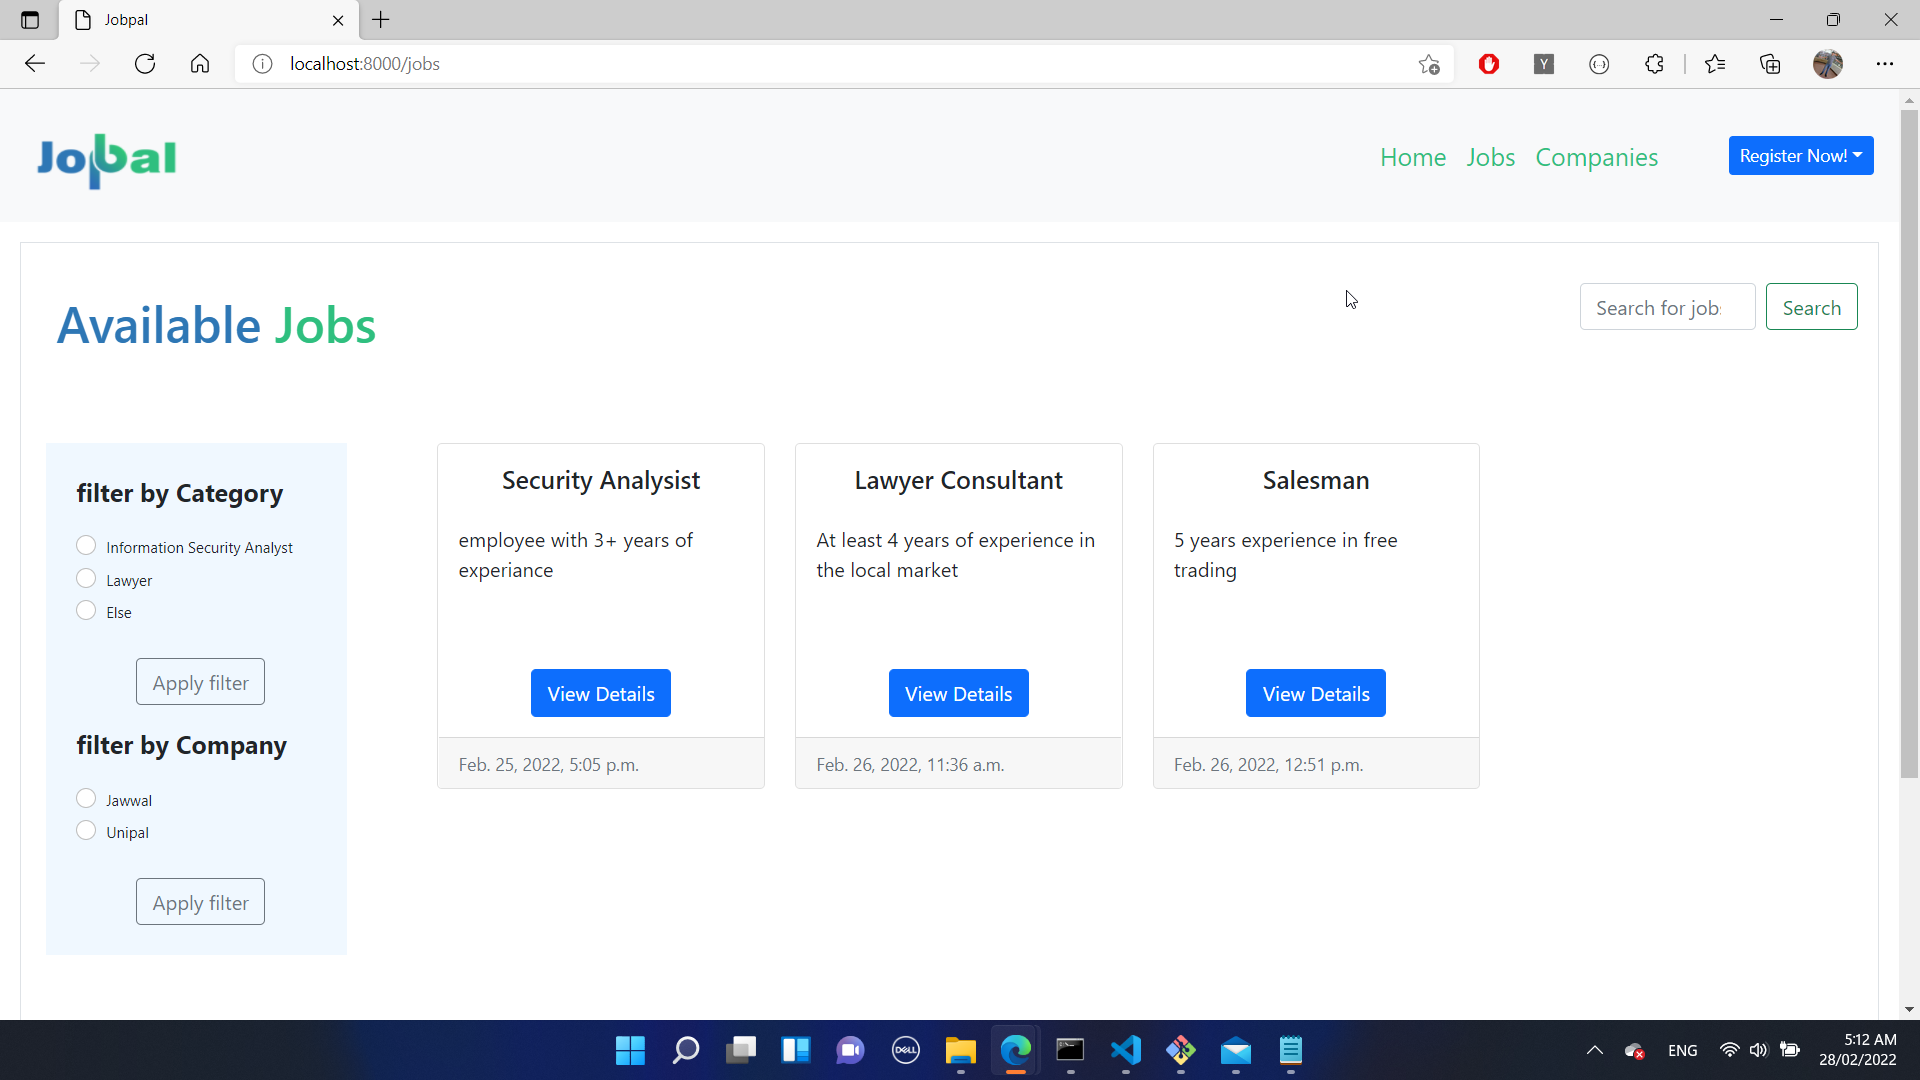 Jobpal
localhost:8000/jobs
Jobpal
Home Jobs Companies
Register Now!
Available Jobs
Search for job
Search
filter by Category
Information Security Analyst
Lawyer
Else
Apply filter
filter by Company
Jawwal
Unipal
Apply filter
Security Analysist
employee with 3+ years of
experiance
View Details
Feb. 25, 2022, 5:05 p.m.
Lawyer Consultant
At least 4 years of experience in
the local market
View Details
Feb. 26, 2022, 11:36 a.m.
Salesman
5 years experience in free
trading
View Details
Feb. 26, 2022, 12:51 p.m.
Y
DELL
ENG
5:12 AM
28/02/2022